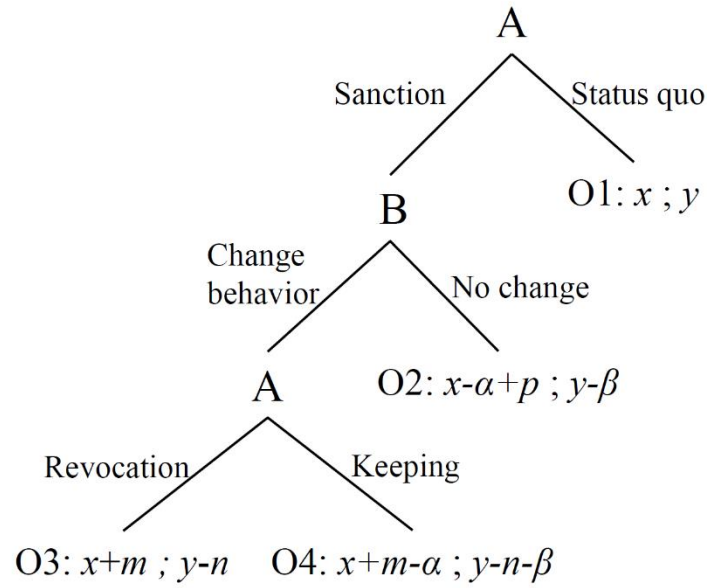 A
Sanction
Status quo
O1: x ; y
B
Change
behavior
No change
O2: x-α+p ; y-β
A
Revocation
Keeping
O3: x+m ; y-n
O4: x+m-α ; y-n-β